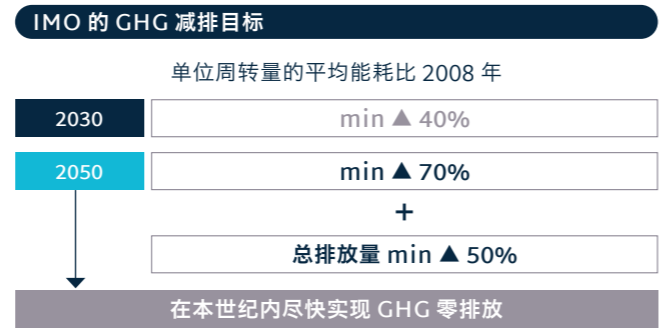 IMO 的 GHG 减排目标
单位周转量的平均能耗比 2008 年
2030
min ▲ 40%
2050
min ▲ 70%
+
总排放量 min ▲ 50%
在本世纪内尽快实现 GHG 零排放